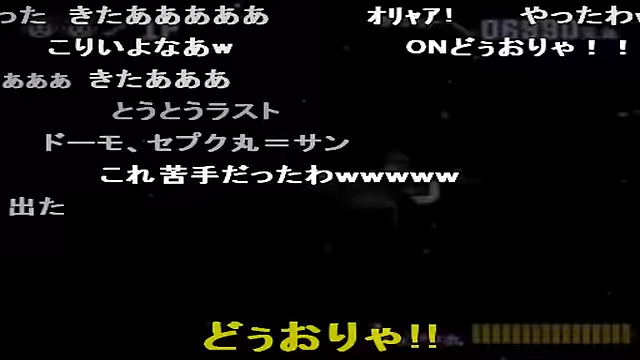 った きたああああああ オリャア! やったわw
こりいよなあw ONどぅおりゃ！！
ぁぁぁ きたあああ
とうとうラスト
ドーモ、セプク丸＝サン
これ苦手だったわwwwww
出た
どぅおりゃ!!